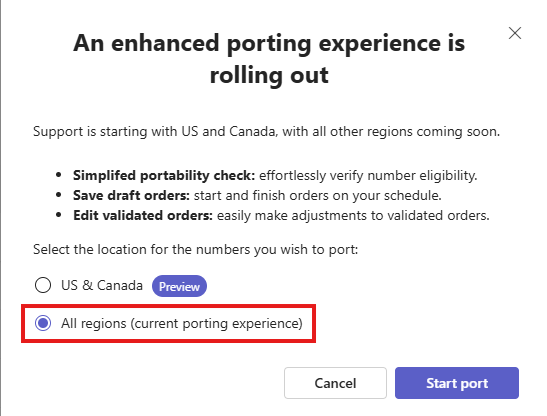 An enhanced porting experience is
rolling out
Support is starting with US and Canada, with all other regions coming soon.
• Simplifed portability check: effortlessly verify number eligibility.
• Save draft orders: start and finish orders on your schedule.
• Edit validated orders: easily make adjustments to validated orders.
Select the location for the numbers you wish to port:
US & Canada Preview
All regions (current porting experience)
Cancel Start port